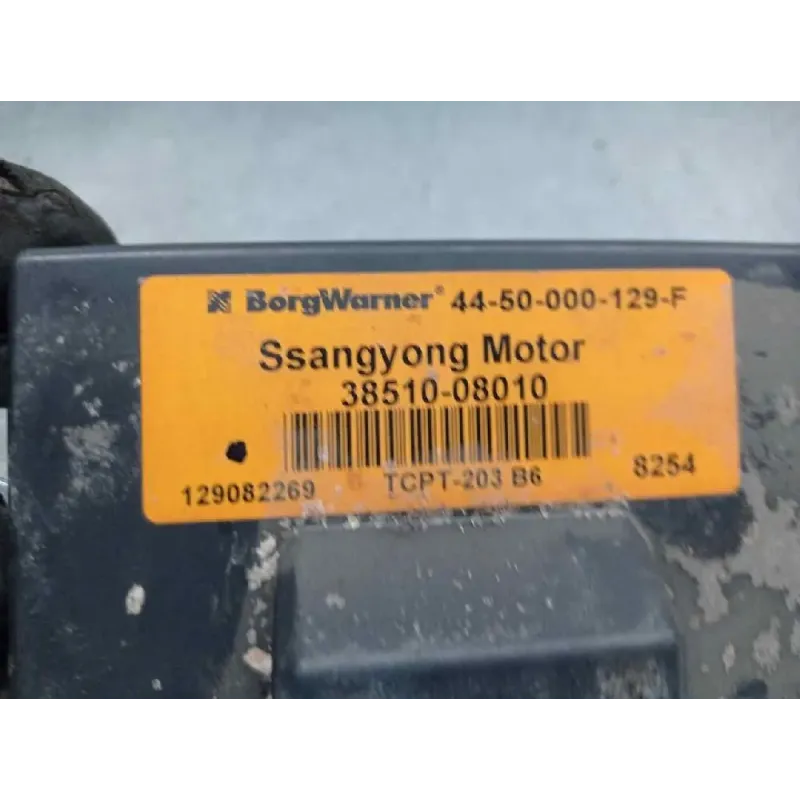 BorgWarner® 44-50-000-129-F
Ssangyong Motor
38510-08010
129082269 TCPT-203 B6 8254